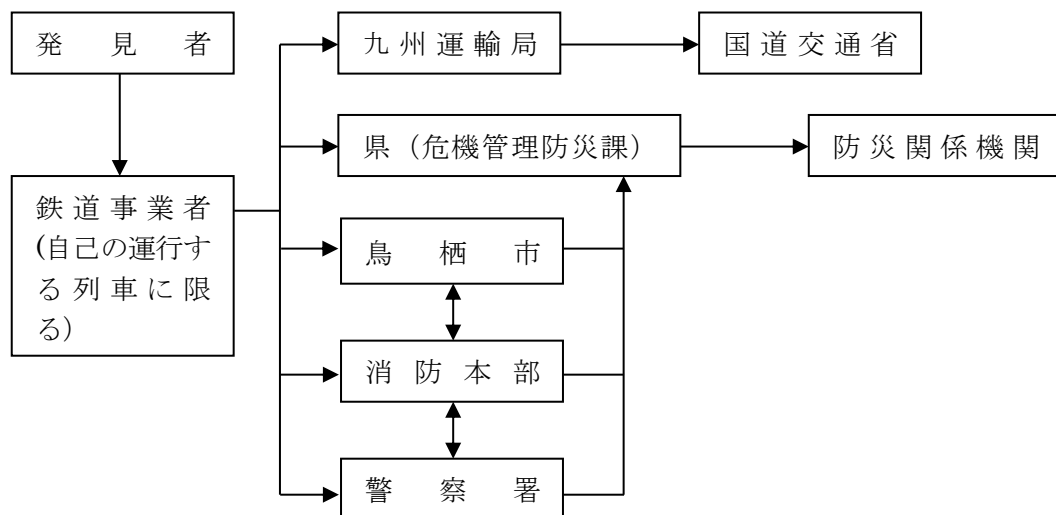 発見者
九州運輸局
国道交通省
県（危機管理防災課）
防災関係機関
鉄道事業者
(自己の運行す
る列車に限
る)
鳥栖市
消防本部
警察署